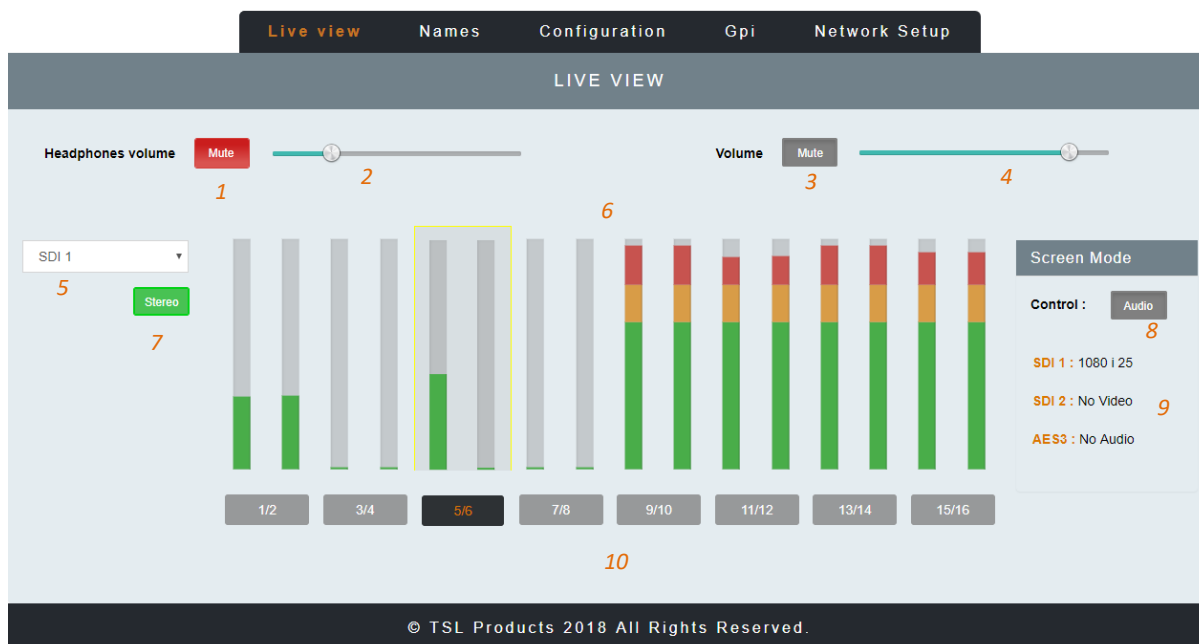 Live view Names Configuration Gpi Network Setup
LIVE VIEW
Headphones volume Mute Volume Mute
1 2 3 4
6
SDI 1
5
Stereo
7
Screen Mode
Control : Audio
8
SDI 1 : 1080 i 25
SDI 2 : No Video
9
AES3 : No Audio
1/2 3/4 5/6 7/8 9/10 11/12 13/14 15/16
10
© TSL Products 2018 All Rights Reserved.